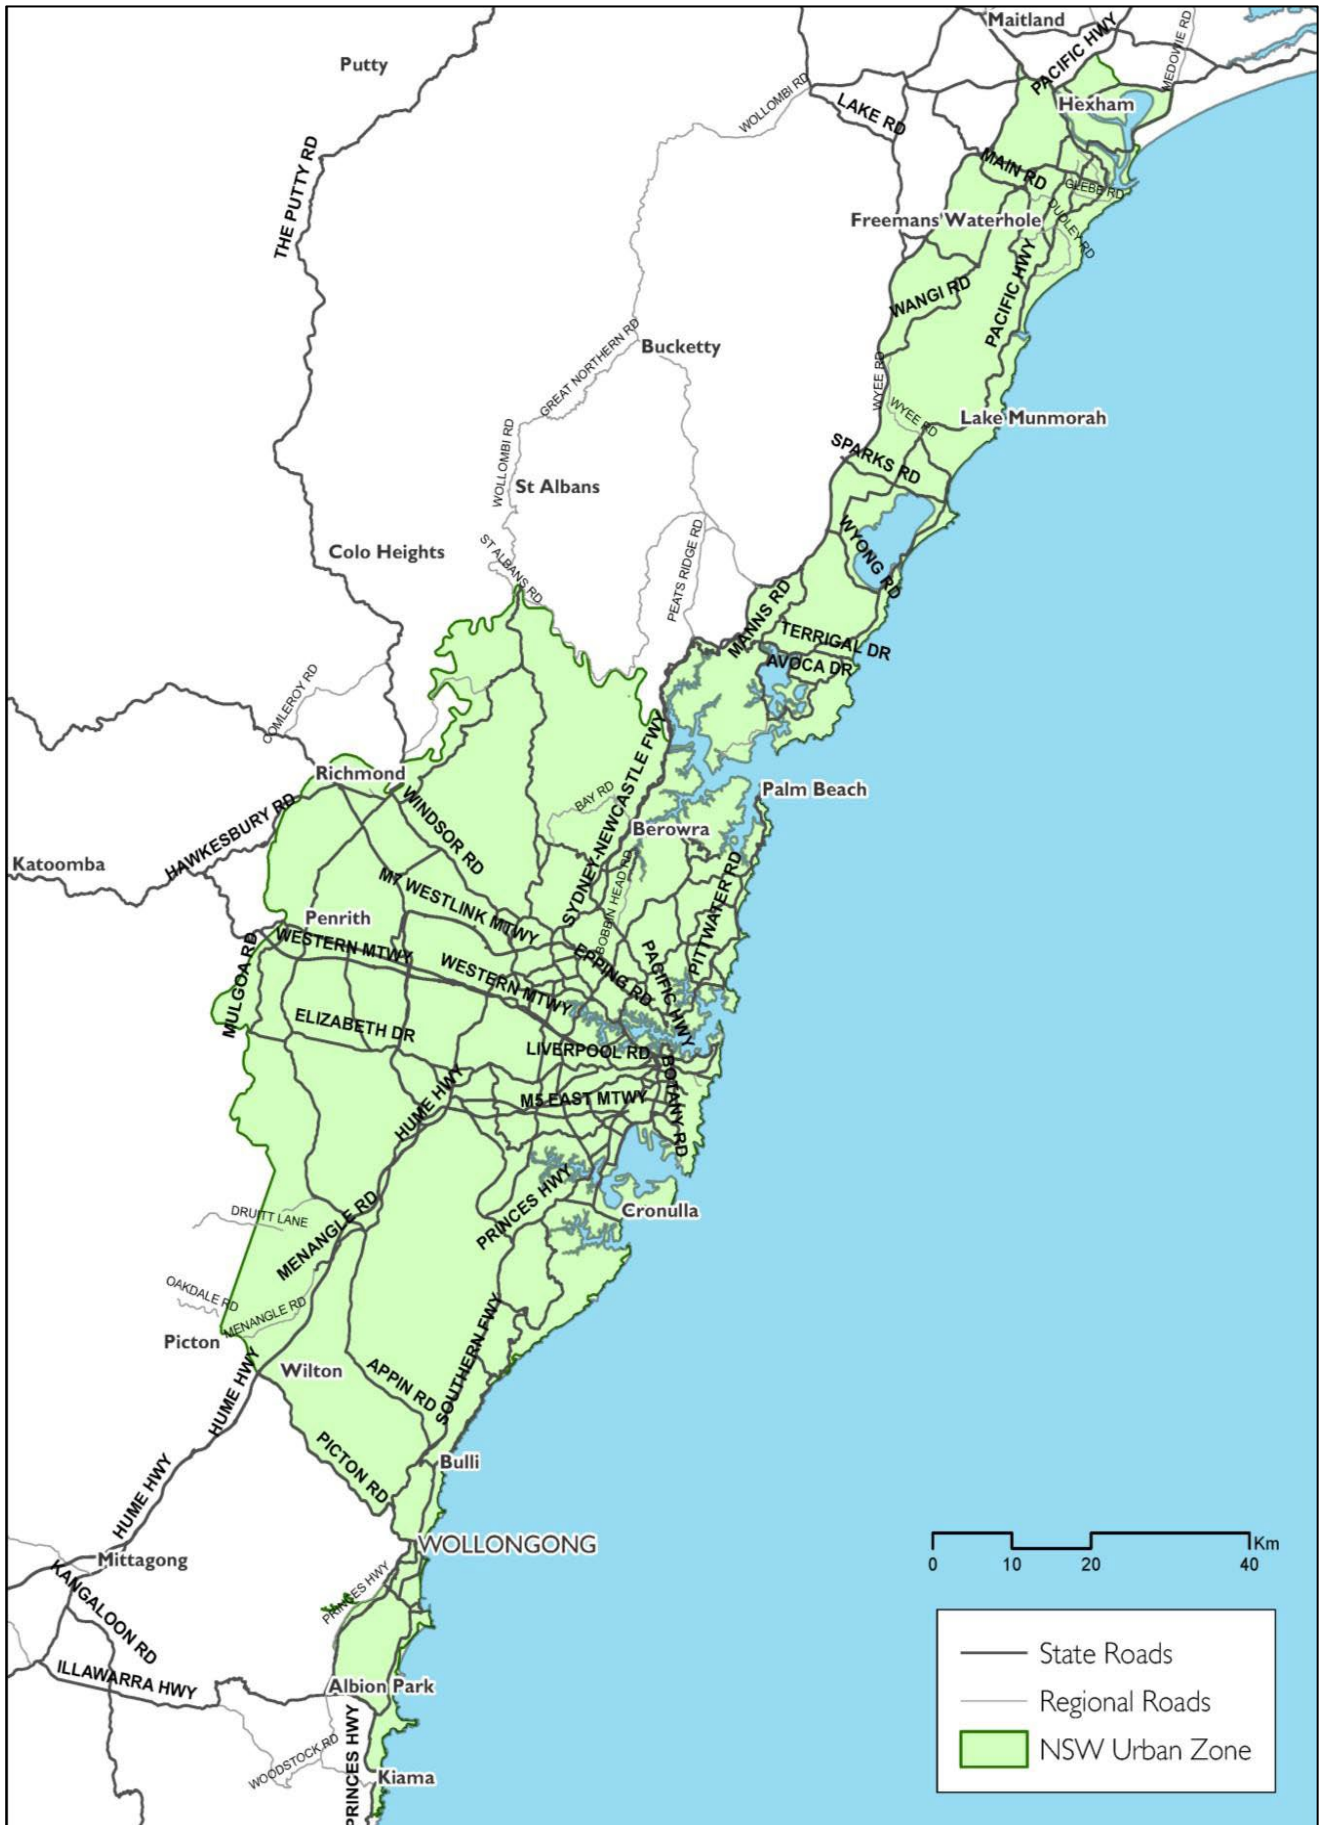 Maitland
PACIFIC HWY
MEDOWIE RD
Putty
WOLLOMBI RD
LAKE RD
Hexham
THE PUTTY RD
MAIN RD
GLEBE RD
Freemans Waterhole
DUDLEY RD
WANGI RD
PACIFIC HWY
GREAT NORTHERN RD
Bucketty
WYEE RD
WYEE RD
Lake Munmorah
WOLLOMBI RD
SPARKS RD
St Albans
Colo Heights
ST ALBANS RD
PEATS RIDGE RD
WYONG RD
MANNS RD
TERRIGAL DR
AVOCA DR
COMLEROY RD
Richmond
SYDNEY-NEWCASTLE FWY
Palm Beach
BAY RD
HAWKESBURY RD
WINDSOR RD
Berowra
Katoomba
BOBBIN HEAD RD
PITTWATER RD
M7 WESTLINK MTWY
Penrith
WESTERN MTWY
MULGOA RD
WESTERN MTWY
EPPING RD
PACIFIC HWY
ELIZABETH DR
LIVERPOOL RD
BOTANY RD
HUME HWY
M5 EAST MTWY
PRINCES HWY
Cronulla
DRUITT LANE
MENANGLE RD
OAKDALE RD
MENANGLE RD
Picton
Wilton
HUME HWY
APPIN RD
SOUTHERN FWY
PICTON RD
Bulli
HUME HWY
WOLLONGONG
Mittagong
KANGALOON RD
PRINCES HWY
ILLAWARRA HWY
Albion Park
PRINCES HWY
WOODSTOCK RD
Kiama
Km
0 10 20 40
State Roads
Regional Roads
NSW Urban Zone